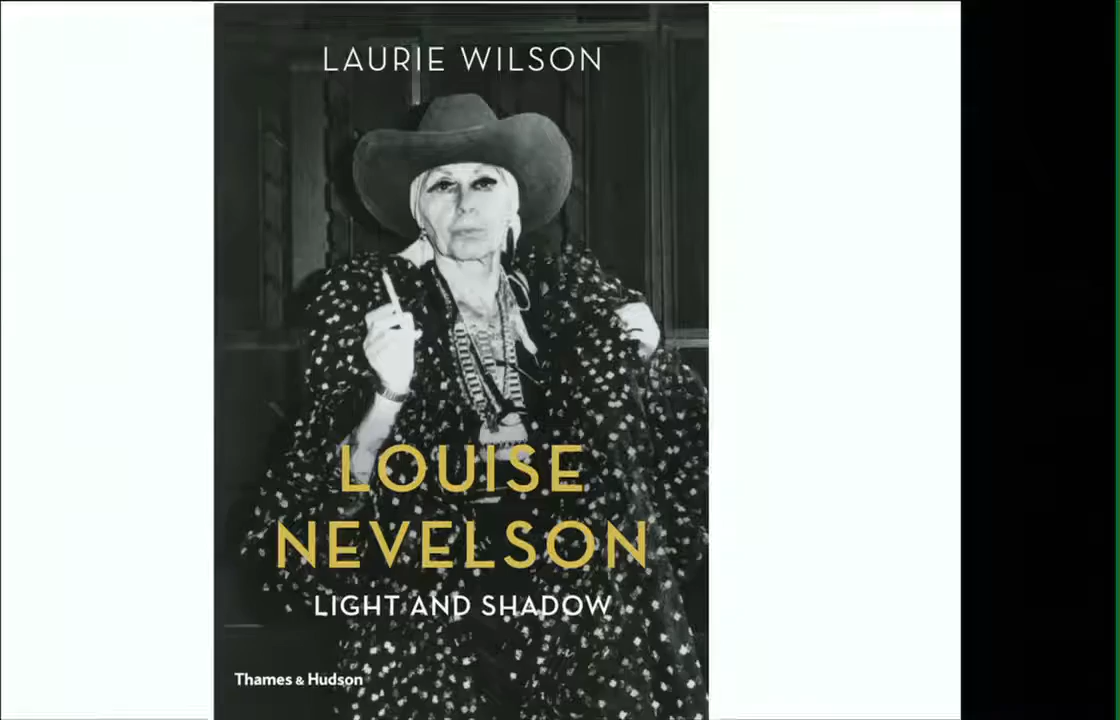 LAURIE WILSON
LOUISE
NEVELSON
LIGHT AND SHADOW
Thames & Hudson